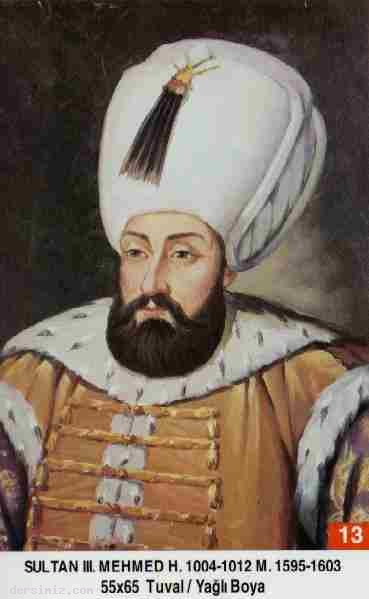 13
SULTAN III. MEHMED H. 1004-1012 M. 1595-1603
55x65 Tuval / Yağlı Boya
dersimiz.com